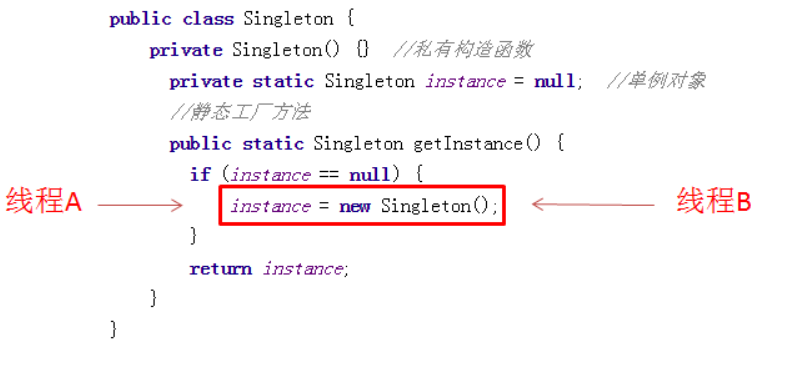 public class Singleton {
private Singleton() {} //私有构造函数
private static Singleton instance = null; //单例对象
//静态工厂方法
public static Singleton getInstance() {
if (instance == null) {
线程A instance = new Singleton(); 线程B
}
return instance;
}
}